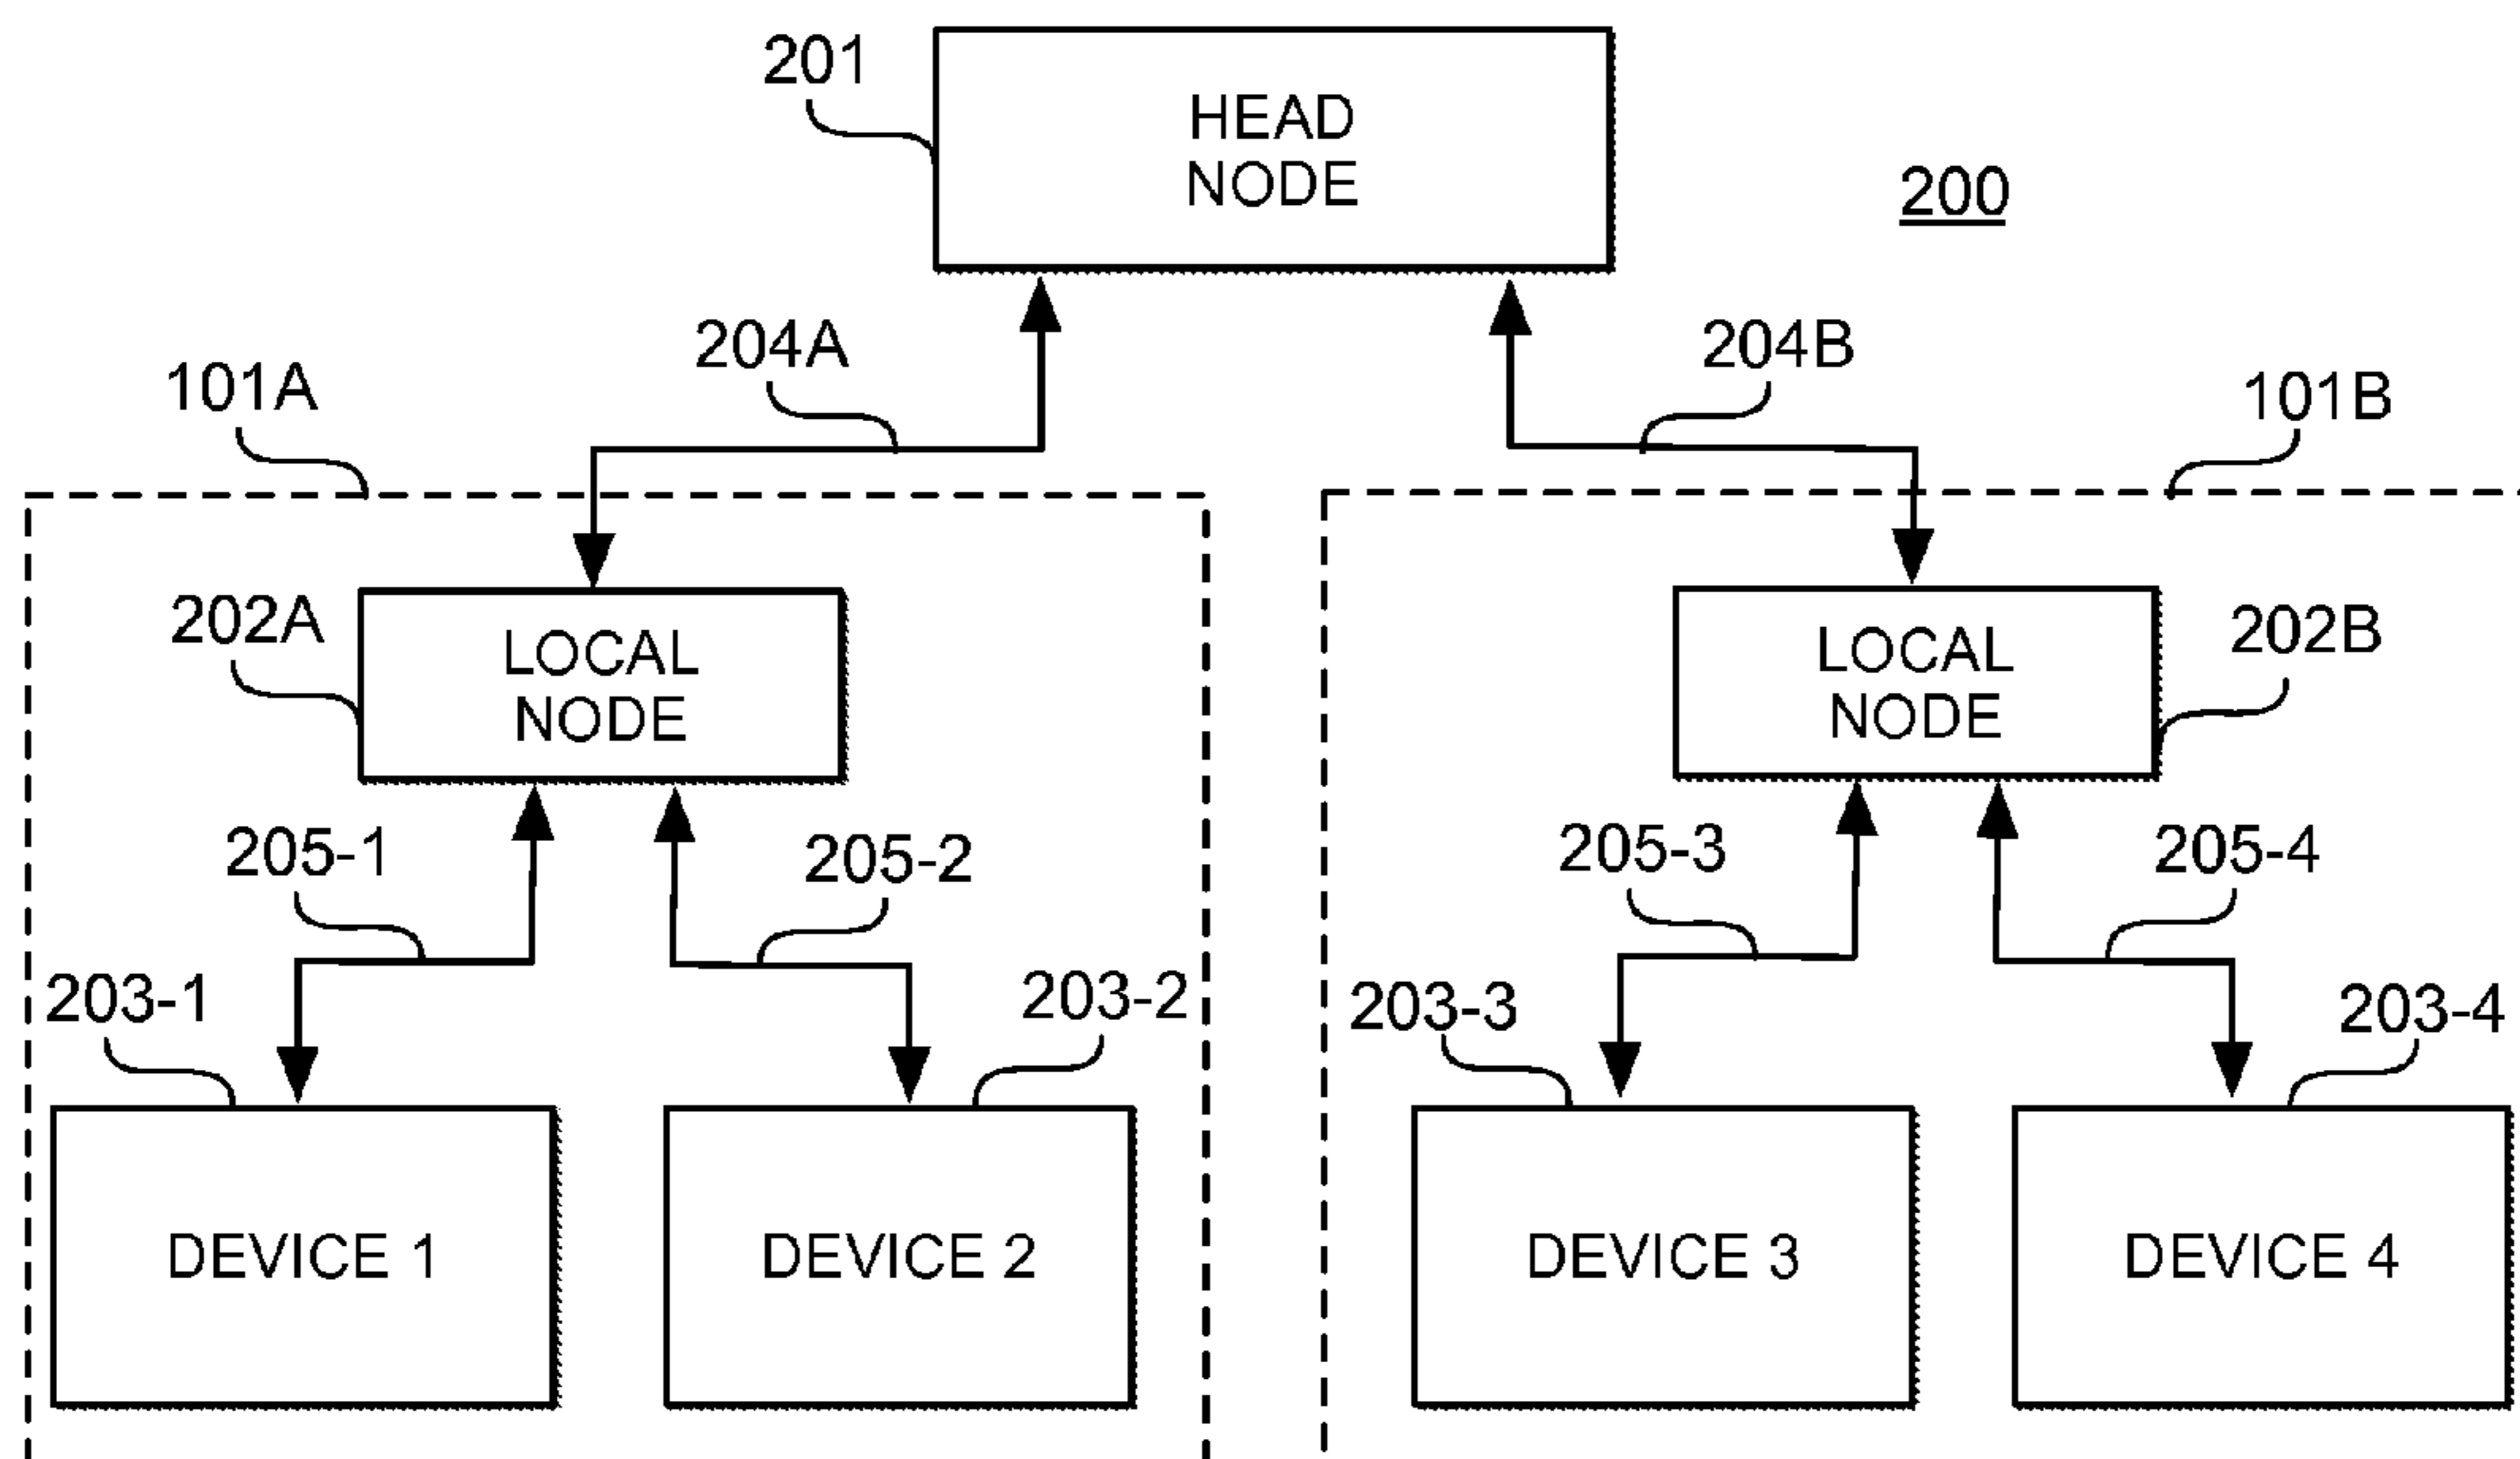 201
HEAD
NODE
200
204A
204B
101A
101B
202A
LOCAL
NODE
LOCAL
NODE
202B
205-1
205-2
205-3
205-4
203-1
203-2
203-3
203-4
DEVICE 1
DEVICE 2
DEVICE 3
DEVICE 4